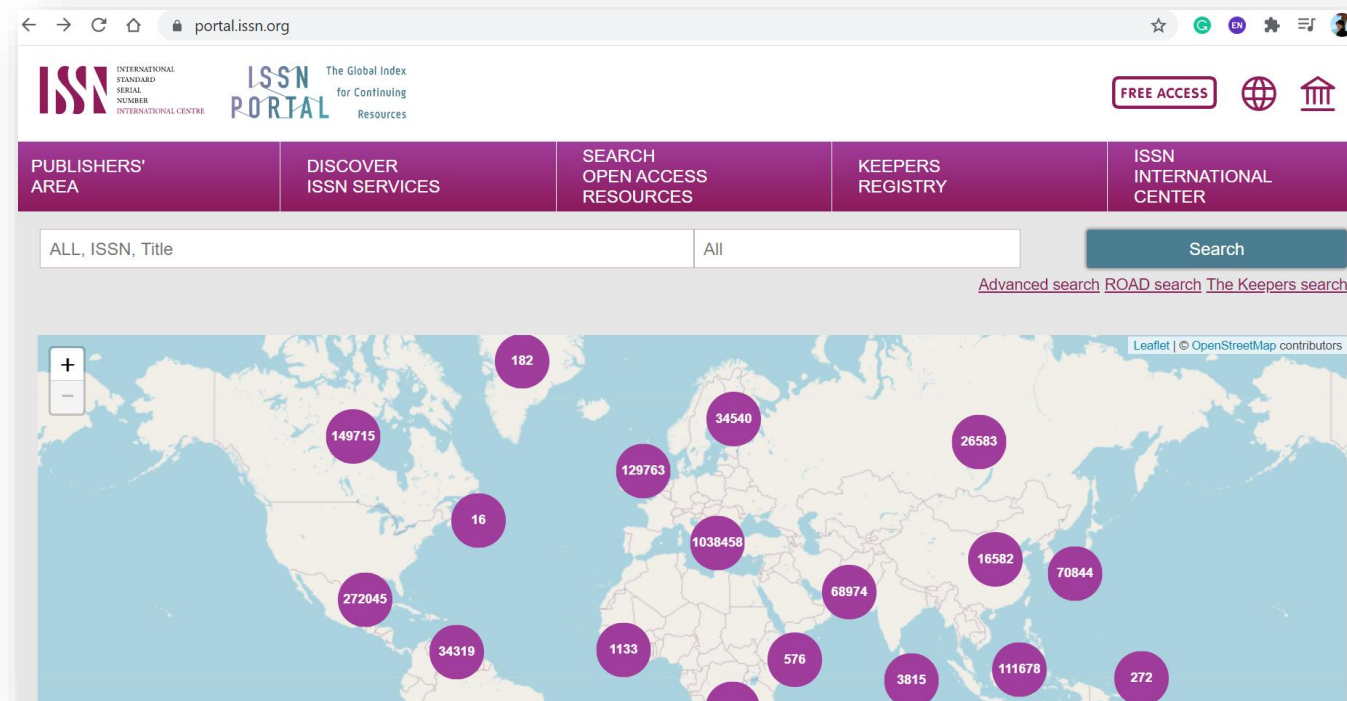 portal.issn.org
EN
ISSN
INTERNATIONAL
STANDARD
SERIAL
NUMBER
INTERNATIONAL CENTRE
ISSN
PORTAL
The Global Index
for Continuing
Resources
FREE ACCESS
PUBLISHERS'
AREA
DISCOVER
ISSN SERVICES
SEARCH
OPEN ACCESS
RESOURCES
KEEPERS
REGISTRY
ISSN
INTERNATIONAL
CENTER
ALL, ISSN, Title
All
Search
Advanced search ROAD search The Keepers search
+
−
Leaflet | © OpenStreetMap contributors
182
149715
34540
26583
129763
16
1038458
16582
70844
272045
68974
34319
1133
576
3815
111678
272